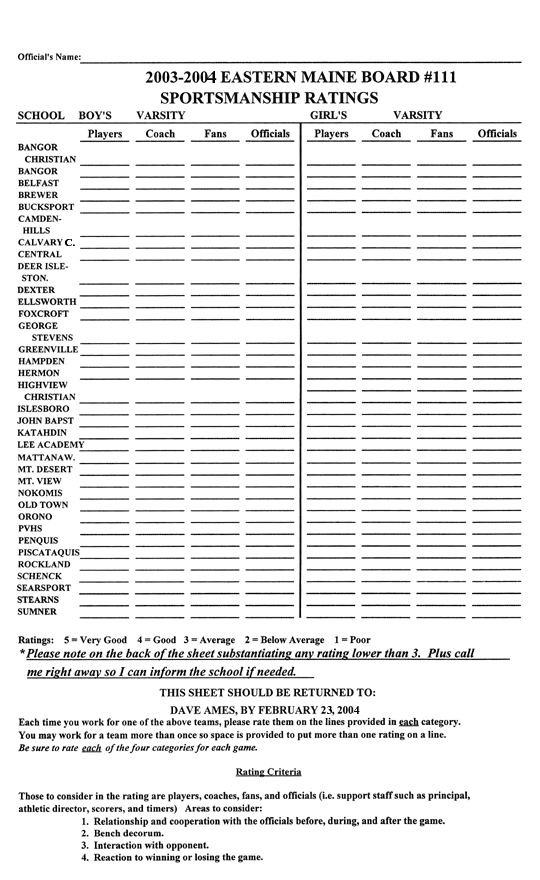 Official's Name:
2003-2004 EASTERN MAINE BOARD #111
SPORTSMANSHIP RATINGS
SCHOOL BOY'S VARSITY GIRL'S VARSITY
Players Coach Fans Officials Players Coach Fans Officials
BANGOR
CHRISTIAN
BANGOR
BELFAST
BREWER
BUCKSPORT
CAMDEN-
HILLS
CALVARY C.
CENTRAL
DEER ISLE-
STON.
DEXTER
ELLSWORTH
FOXCROFT
GEORGE
STEVENS
GREENVILLE
HAMPDEN
HERMON
HIGHVIEW
CHRISTIAN
ISLESBORO
JOHN BAPST
KATAHDIN
LEE ACADEMY
MATTANAW.
MT. DESERT
MT. VIEW
NOKOMIS
OLD TOWN
ORONO
PVHS
PENQUIS
PISCATAQUIS
ROCKLAND
SCHENCK
SEARSPORT
STEARNS
SUMNER
Ratings: 5 = Very Good 4 = Good 3 = Average 2 = Below Average 1 = Poor
*Please note on the back of the sheet substantiating any rating lower than 3. Plus call
me right away so I can inform the school if needed.
THIS SHEET SHOULD BE RETURNED TO:
DAVE AMES, BY FEBRUARY 23, 2004
Each time you work for one of the above teams, please rate them on the lines provided in each category.
You may work for a team more than once so space is provided to put more than one rating on a line.
Be sure to rate each of the four categories for each game.
Rating Criteria
Those to consider in the rating are players, coaches, fans, and officials (i.e. support staff such as principal,
athletic director, scorers, and timers) Areas to consider:
1. Relationship and cooperation with the officials before, during, and after the game.
2. Bench decorum.
3. Interaction with opponent.
4. Reaction to winning or losing the game.